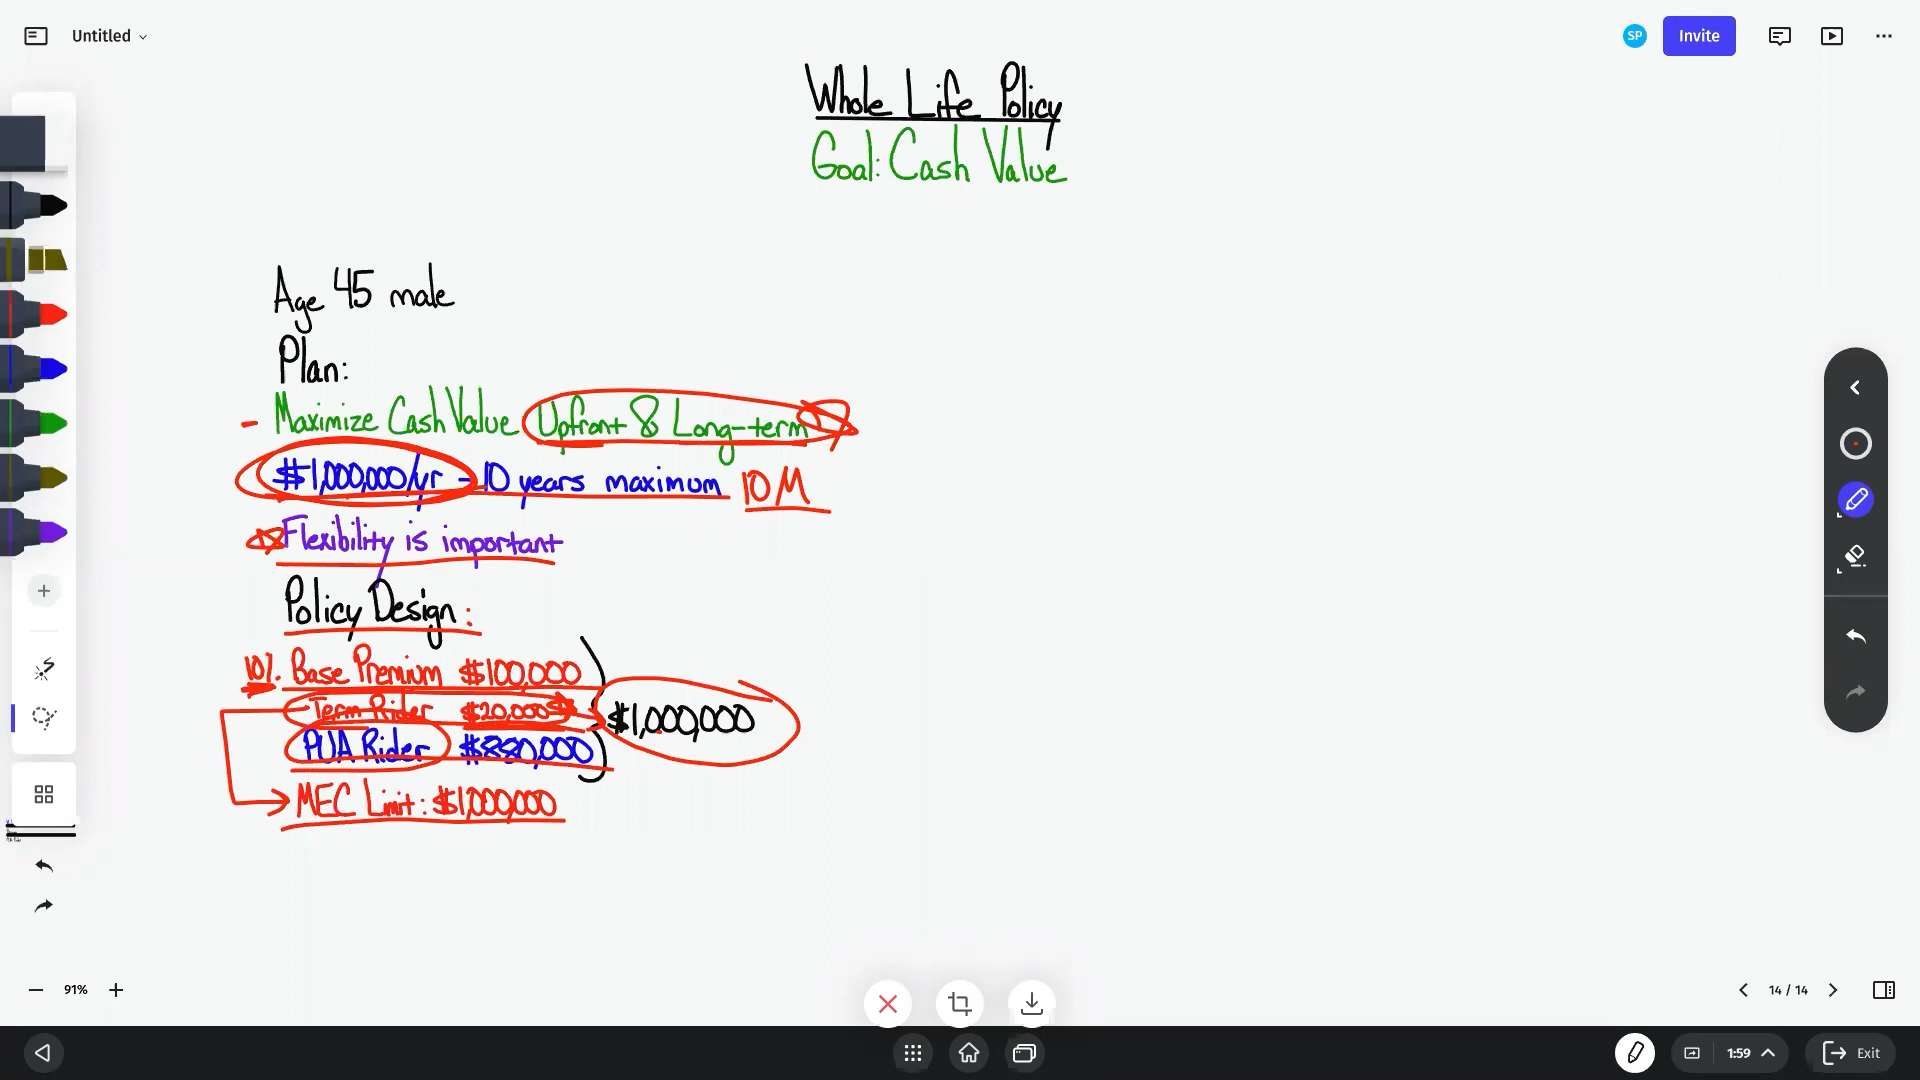 Untitled
SP
Invite
Whole Life Policy
Goal: Cash Value
Age 45 male
Plan:
- Maximize Cash Value Upfront & Long-term
$1,000,000/yr - 10 years maximum 10 M
Flexibility is important
Policy Design:
10%. Base Premium $100,000
Term Rider $20,000
$1,000,000
PUA Rider $880,000
MEC Limit: $1,000,000
91%
14 / 14
1:59
Exit